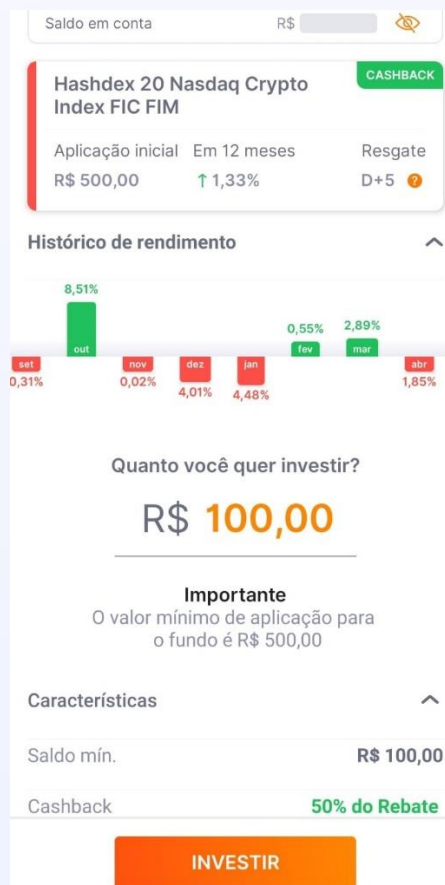 Saldo em conta R$
CASHBACK
Hashdex 20 Nasdaq Crypto
Index FIC FIM
Aplicação inicial Em 12 meses Resgate
R$ 500,00 ↑ 1,33% D+5 ?
Histórico de rendimento
8,51%
0,55% 2,89%
out fev mar
set nov dez jan abr
0,31% 0,02% 4,01% 4,48% 1,85%
Quanto você quer investir?
R$ 100,00
Importante
O valor mínimo de aplicação para
o fundo é R$ 500,00
Características
Saldo mín. R$ 100,00
Cashback 50% do Rebate
INVESTIR